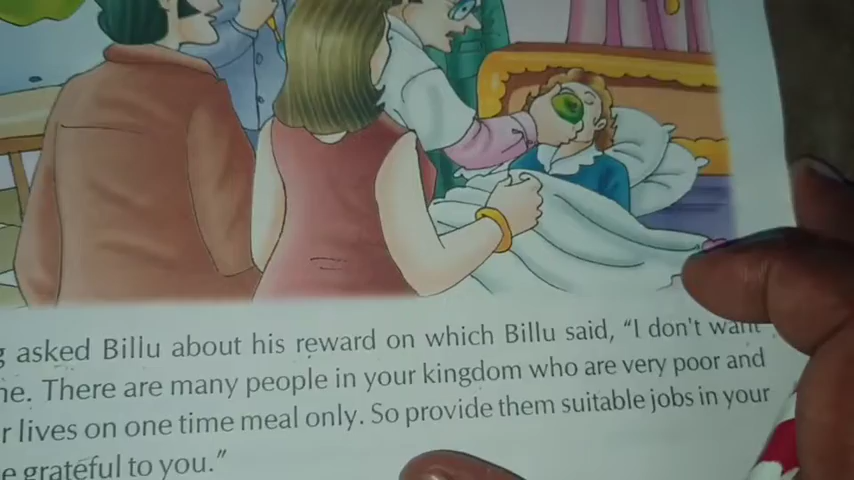 asked Billu about his reward on which Billu said, "I don't want
There are many people in your kingdom who are very poor and
lives on one time meal only. So provide them suitable jobs in your
grateful to you."